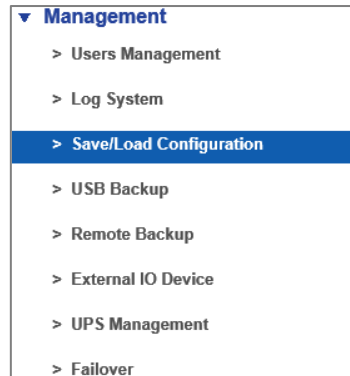 ▼ Management
> Users Management
> Log System
> Save/Load Configuration
> USB Backup
> Remote Backup
> External IO Device
> UPS Management
> Failover